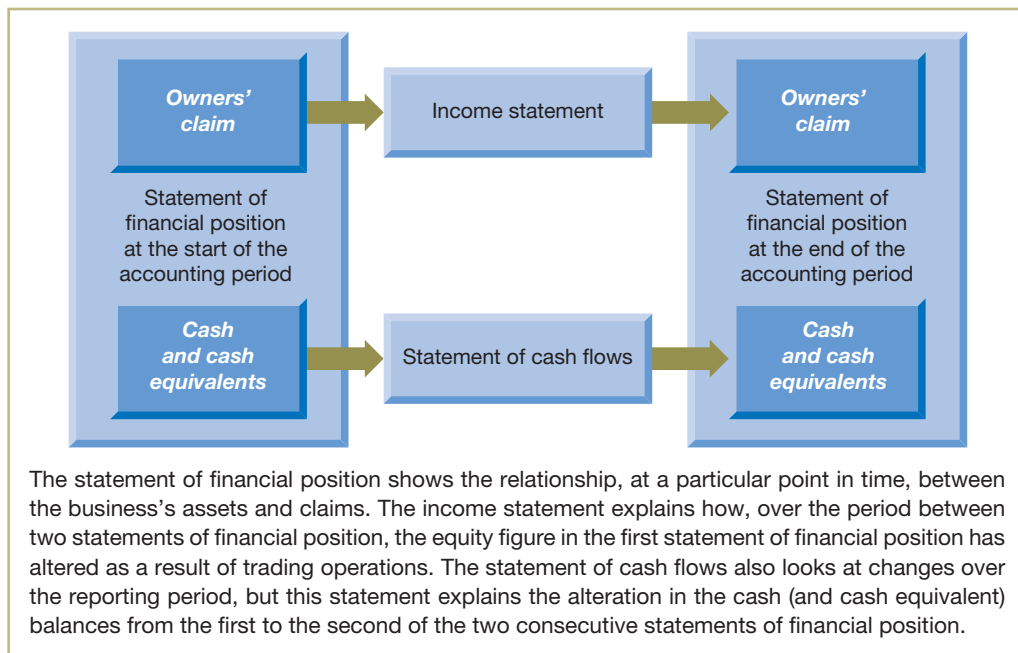 Owners'
claim
Income statement
Owners'
claim
Statement of
financial position
at the start of the
accounting period
Statement of
financial position
at the end of the
accounting period
Cash
and cash
equivalents
Statement of cash flows
Cash
and cash
equivalents
The statement of financial position shows the relationship, at a particular point in time, between
the business's assets and claims. The income statement explains how, over the period between
two statements of financial position, the equity figure in the first statement of financial position has
altered as a result of trading operations. The statement of cash flows also looks at changes over
the reporting period, but this statement explains the alteration in the cash (and cash equivalent)
balances from the first to the second of the two consecutive statements of financial position.